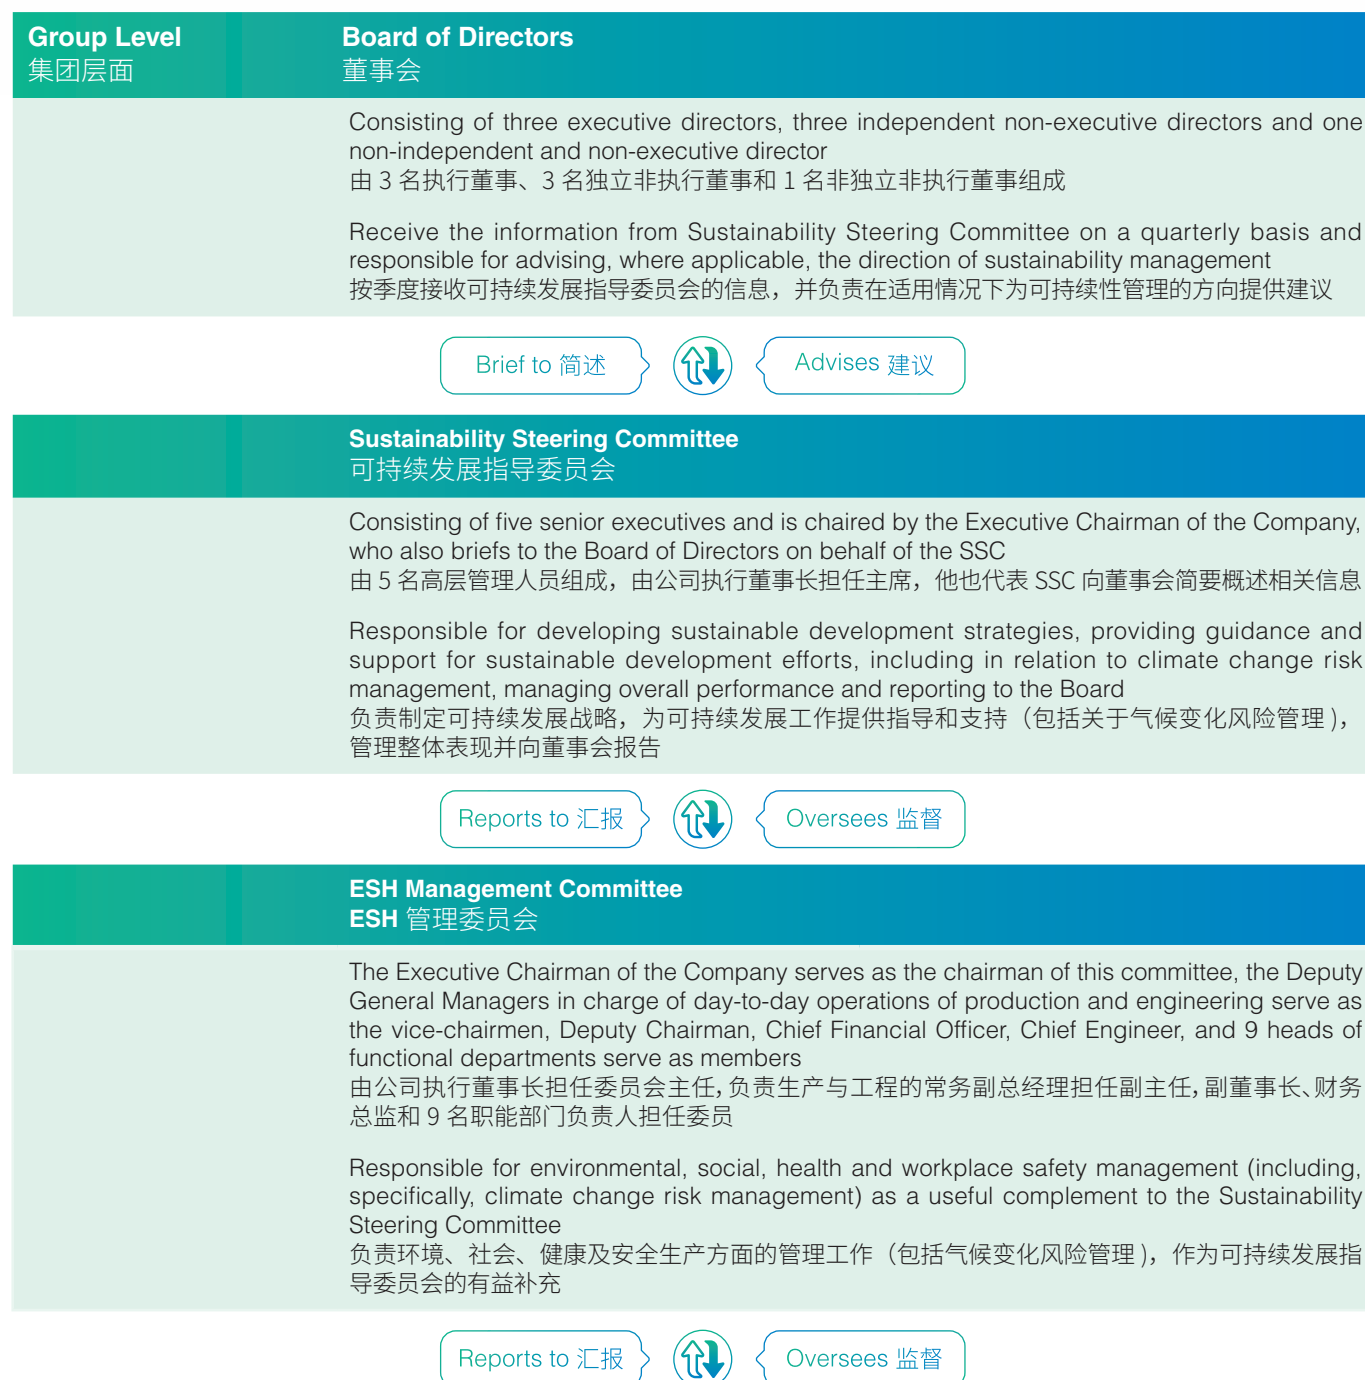 Group Level
集团层面
Board of Directors
董事会
Consisting of three executive directors, three independent non-executive directors and one
non-independent and non-executive director
由 3 名执行董事、3 名独立非执行董事和 1 名非独立非执行董事组成
Receive the information from Sustainability Steering Committee on a quarterly basis and
responsible for advising, where applicable, the direction of sustainability management
按季度接收可持续发展指导委员会的信息，并负责在适用情况下为可持续性管理的方向提供建议
Brief to 简述
Advises 建议
Sustainability Steering Committee
可持续发展指导委员会
Consisting of five senior executives and is chaired by the Executive Chairman of the Company,
who also briefs to the Board of Directors on behalf of the SSC
由 5 名高层管理人员组成，由公司执行董事长担任主席，他也代表 SSC 向董事会简要概述相关信息
Responsible for developing sustainable development strategies, providing guidance and
support for sustainable development efforts, including in relation to climate change risk
management, managing overall performance and reporting to the Board
负责制定可持续发展战略，为可持续发展工作提供指导和支持（包括关于气候变化风险管理 )，
管理整体表现并向董事会报告
Reports to 汇报
Oversees 监督
ESH Management Committee
ESH 管理委员会
The Executive Chairman of the Company serves as the chairman of this committee, the Deputy
General Managers in charge of day-to-day operations of production and engineering serve as
the vice-chairmen, Deputy Chairman, Chief Financial Officer, Chief Engineer, and 9 heads of
functional departments serve as members
由公司执行董事长担任委员会主任，负责生产与工程的常务副总经理担任副主任，副董事长、财务
总监和 9 名职能部门负责人担任委员
Responsible for environmental, social, health and workplace safety management (including,
specifically, climate change risk management) as a useful complement to the Sustainability
Steering Committee
负责环境、社会、健康及安全生产方面的管理工作（包括气候变化风险管理 )，作为可持续发展指
导委员会的有益补充
Reports to 汇报
Oversees 监督